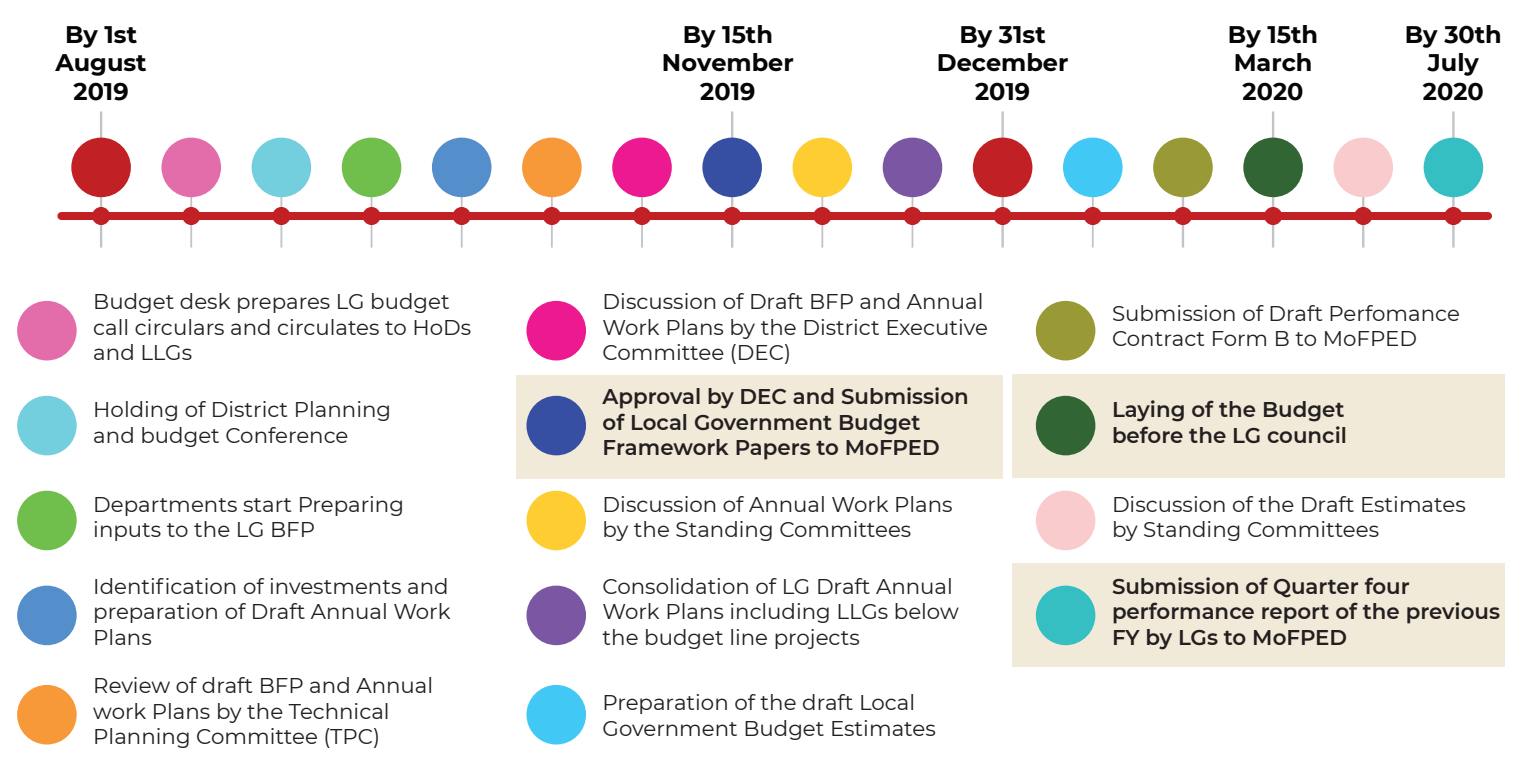 By 1st
August
2019
By 15th
November
2019
By 31st
December
2019
By 15th
March
2020
By 30th
July
2020
Budget desk prepares LG budget
call circulars and circulates to HoDs
and LLGs
Holding of District Planning
and budget Conference
Departments start Preparing
inputs to the LG BFP
Identification of investments and
preparation of Draft Annual Work
Plans
Review of draft BFP and Annual
work Plans by the Technical
Planning Committee (TPC)
Discussion of Draft BFP and Annual
Work Plans by the District Executive
Committee (DEC)
Approval by DEC and Submission
of Local Government Budget
Framework Papers to MoFPED
Discussion of Annual Work Plans
by the Standing Committees
Consolidation of LG Draft Annual
Work Plans including LLGs below
the budget line projects
Preparation of the draft Local
Government Budget Estimates
Submission of Draft Perfomance
Contract Form B to MoFPED
Laying of the Budget
before the LG council
Discussion of the Draft Estimates
by Standing Committees
Submission of Quarter four
performance report of the previous
FY by LGs to MoFPED